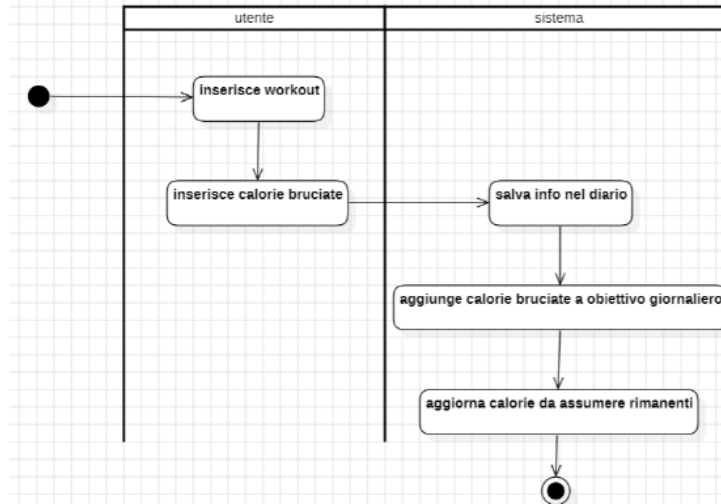 utente
sistema
inserisce workout
inserisce calorie bruciate
salva info nel diario
aggiunge calorie bruciate a obiettivo giornaliero
aggiorna calorie da assumere rimanenti